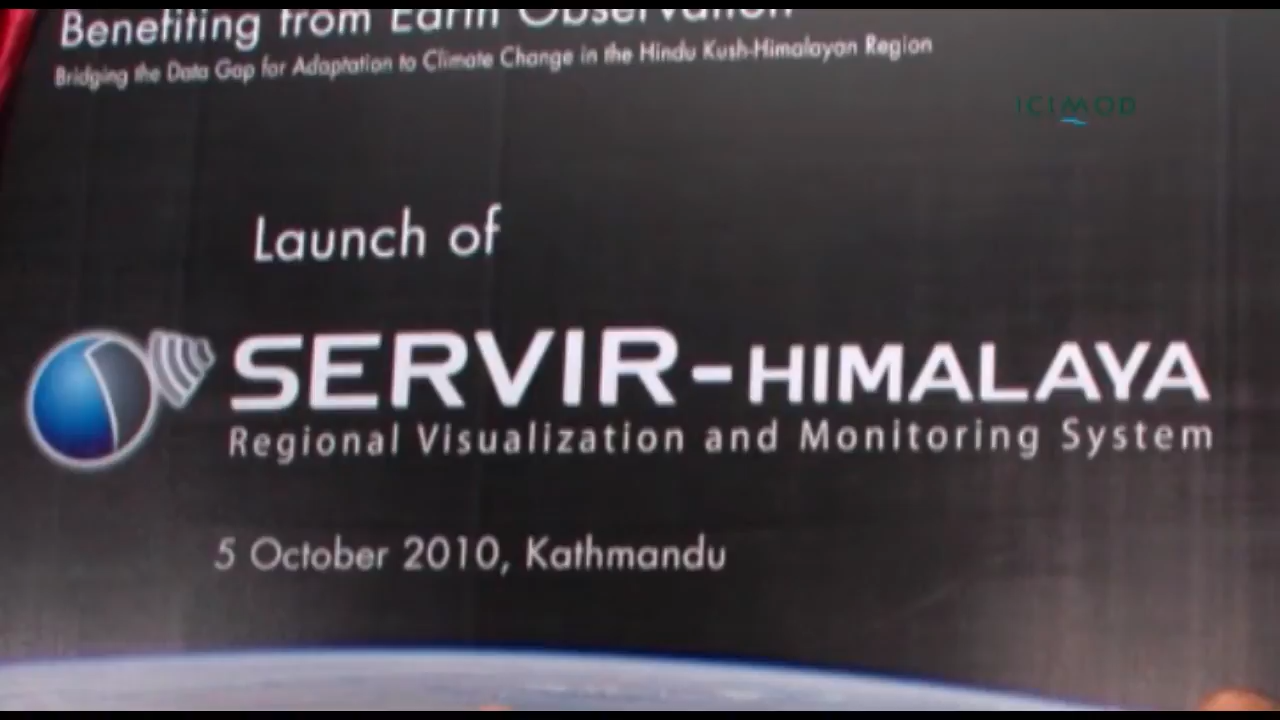 Benefiting from Earth Observation
Bridging the Data Gap for Adaptation to Climate Change in the Hindu Kush-Himalayan Region
ICIMOD
Launch of
SERVIR-HIMALAYA
Regional Visualization and Monitoring System
5 October 2010, Kathmandu